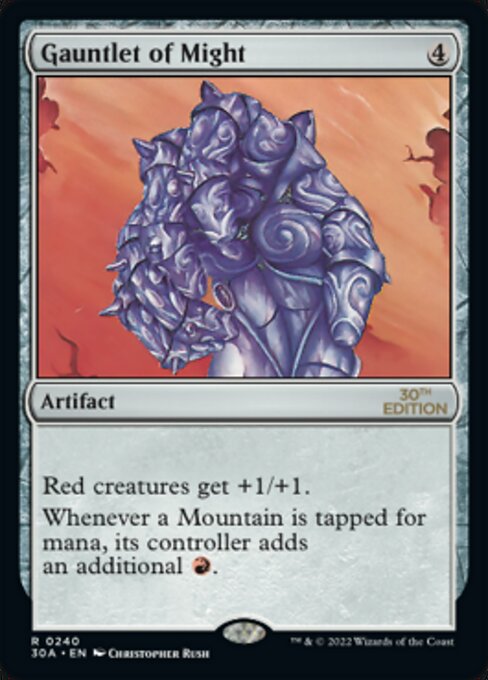 Gauntlet of Might 4
Artifact
30TH
EDITION
Red creatures get +1/+1.
Whenever a Mountain is tapped for
mana, its controller adds
an additional .
R 0240
30A • EN Christopher Rush
™ & © 2022 Wizards of the Coast